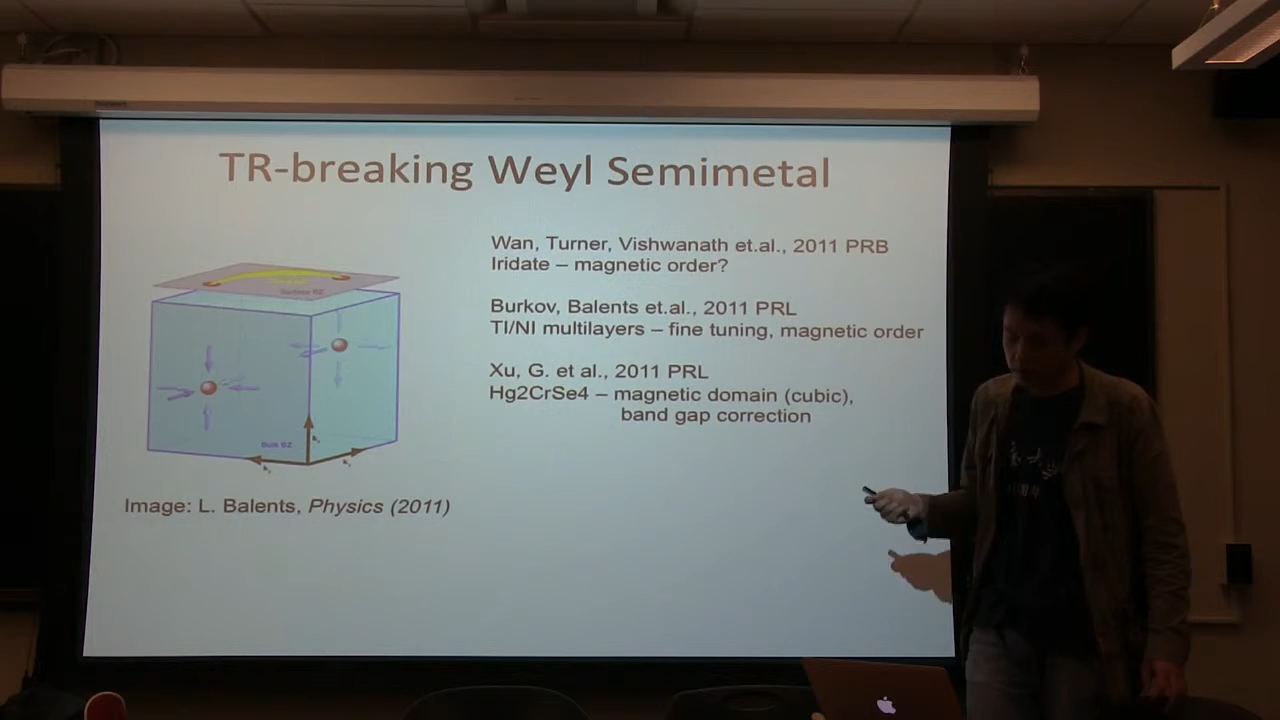 TR-breaking Weyl Semimetal
Wan, Turner, Vishwanath et.al., 2011 PRB
Iridate – magnetic order?
Burkov, Balents et.al., 2011 PRL
TI/NI multilayers – fine tuning, magnetic order
Xu, G. et al., 2011 PRL
Hg2CrSe4 – magnetic domain (cubic),
band gap correction
Surface BZ
Bulk BZ
Image: L. Balents, Physics (2011)